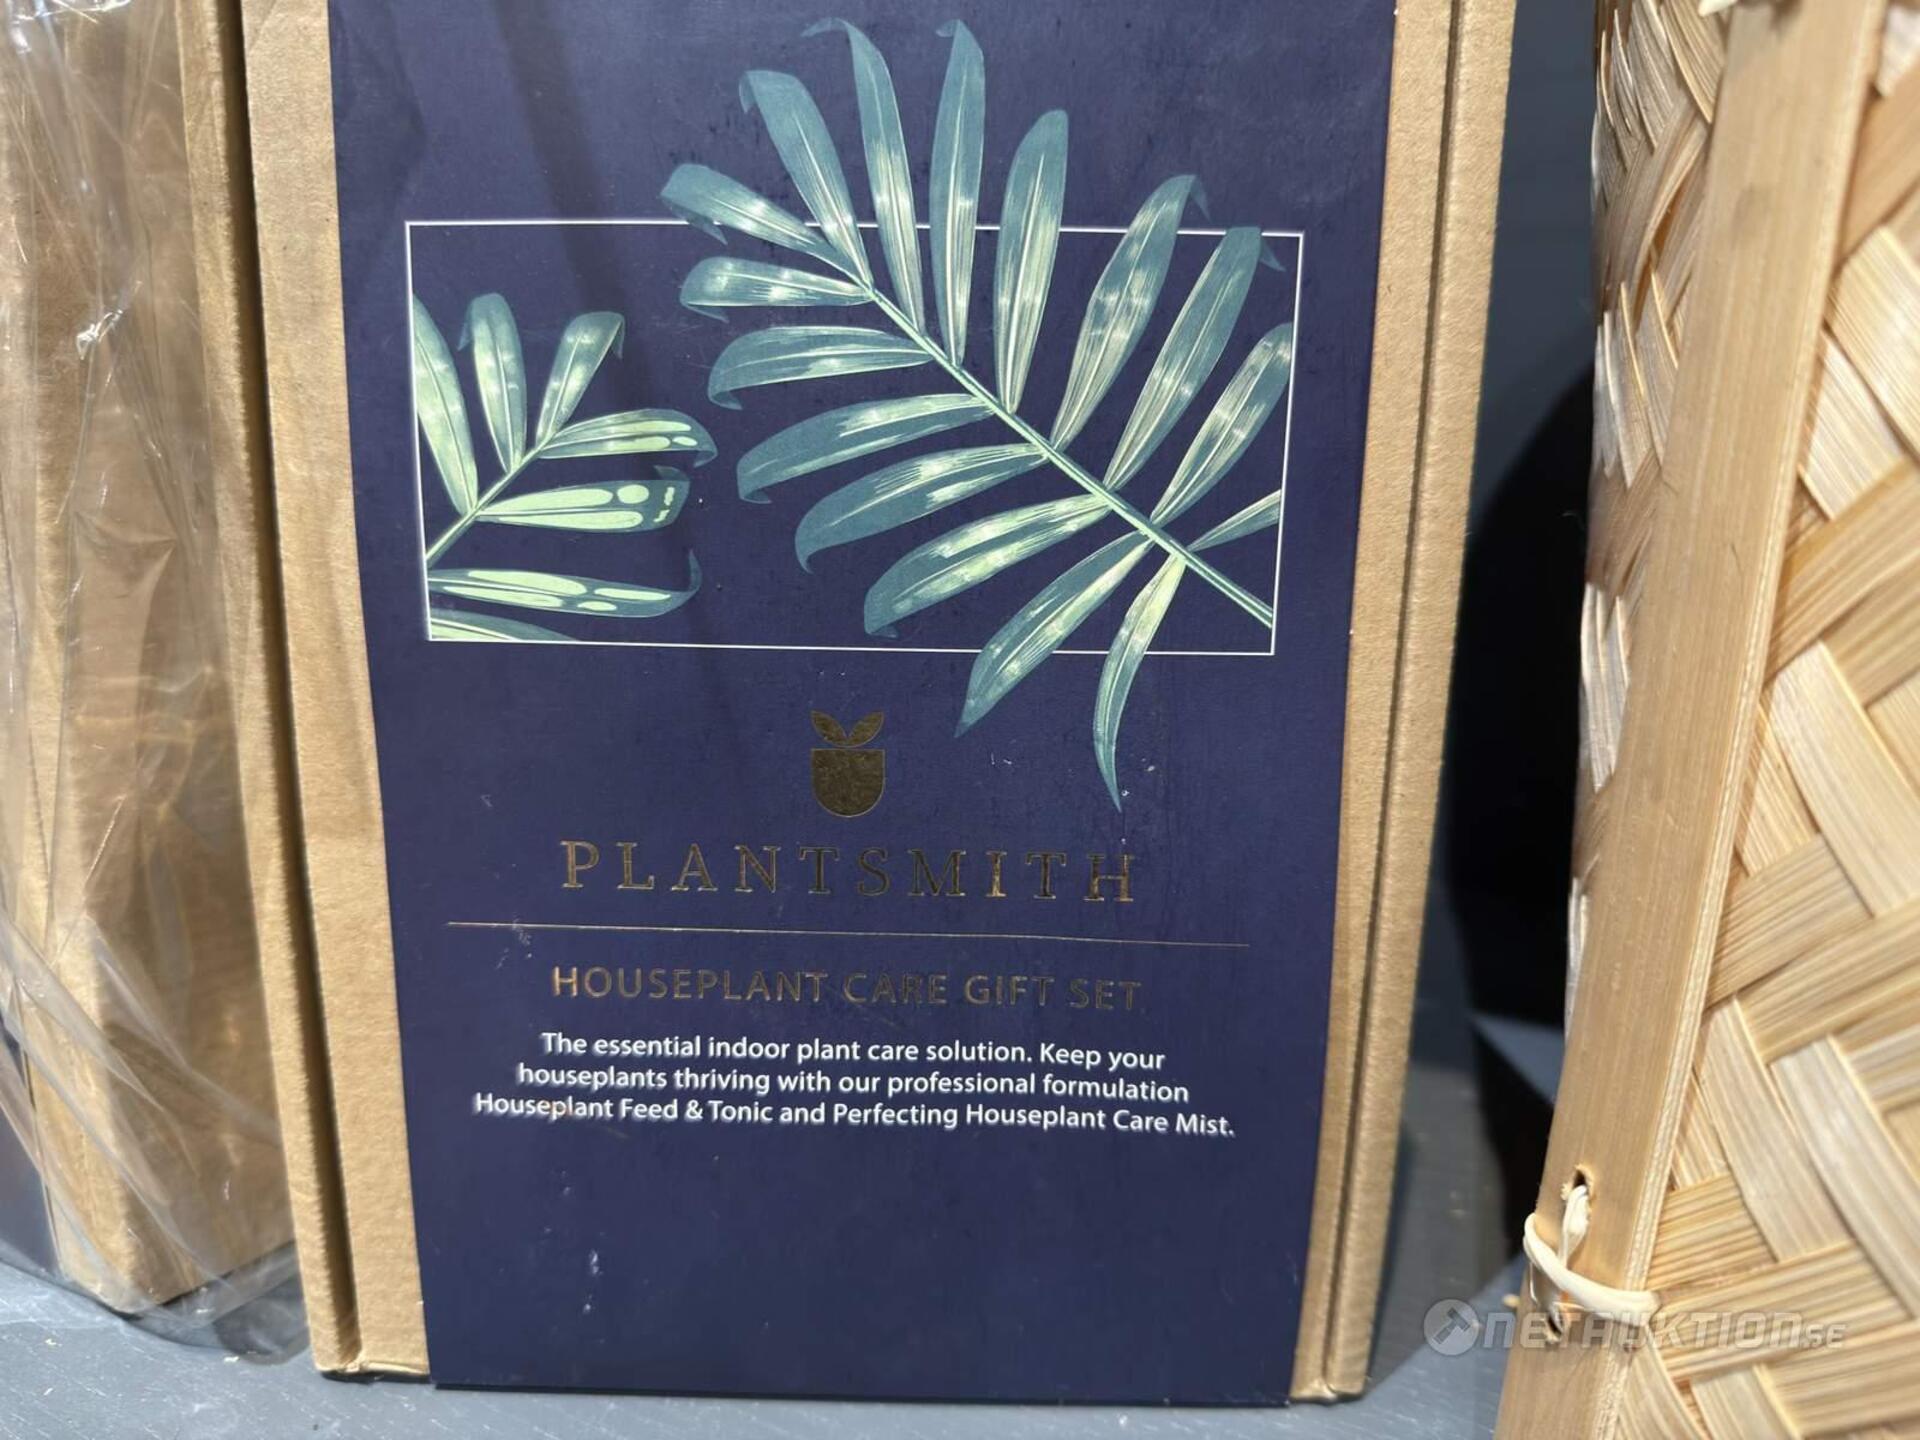 PLANTSMITH
HOUSEPLANT CARE GIFT SET
The essential indoor plant care solution. Keep your
houseplants thriving with our professional formulation
Houseplant Feed & Tonic and Perfecting Houseplant Care Mist.
NETAUKTION.SE